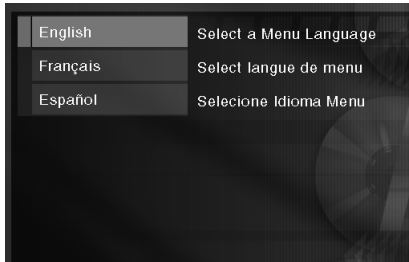 English Select a Menu Language
Français Select langue de menu
Español Selecione Idioma Menu